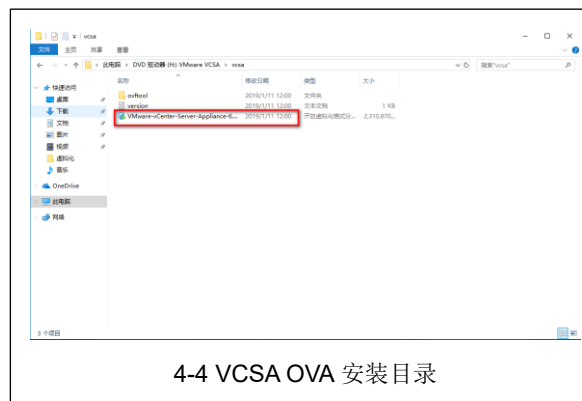 vcsa
文件 主页 共享 查看
此电脑 > DVD 驱动器 (H:) VMware VCSA > vcsa
搜索"vcsa"
名称 修改日期 类型 大小
快速访问
桌面
下载
文档
图片
视频
虚拟化
音乐
OneDrive
此电脑
网络
ovftool 2019/1/11 12:00 文件夹
version 2019/1/11 12:00 文本文档 1 KB
VMware-vCenter-Server-Appliance-6.... 2019/1/11 12:00 开放虚拟化格式分... 2,310,870...
3 个项目
4-4 VCSA OVA 安装目录